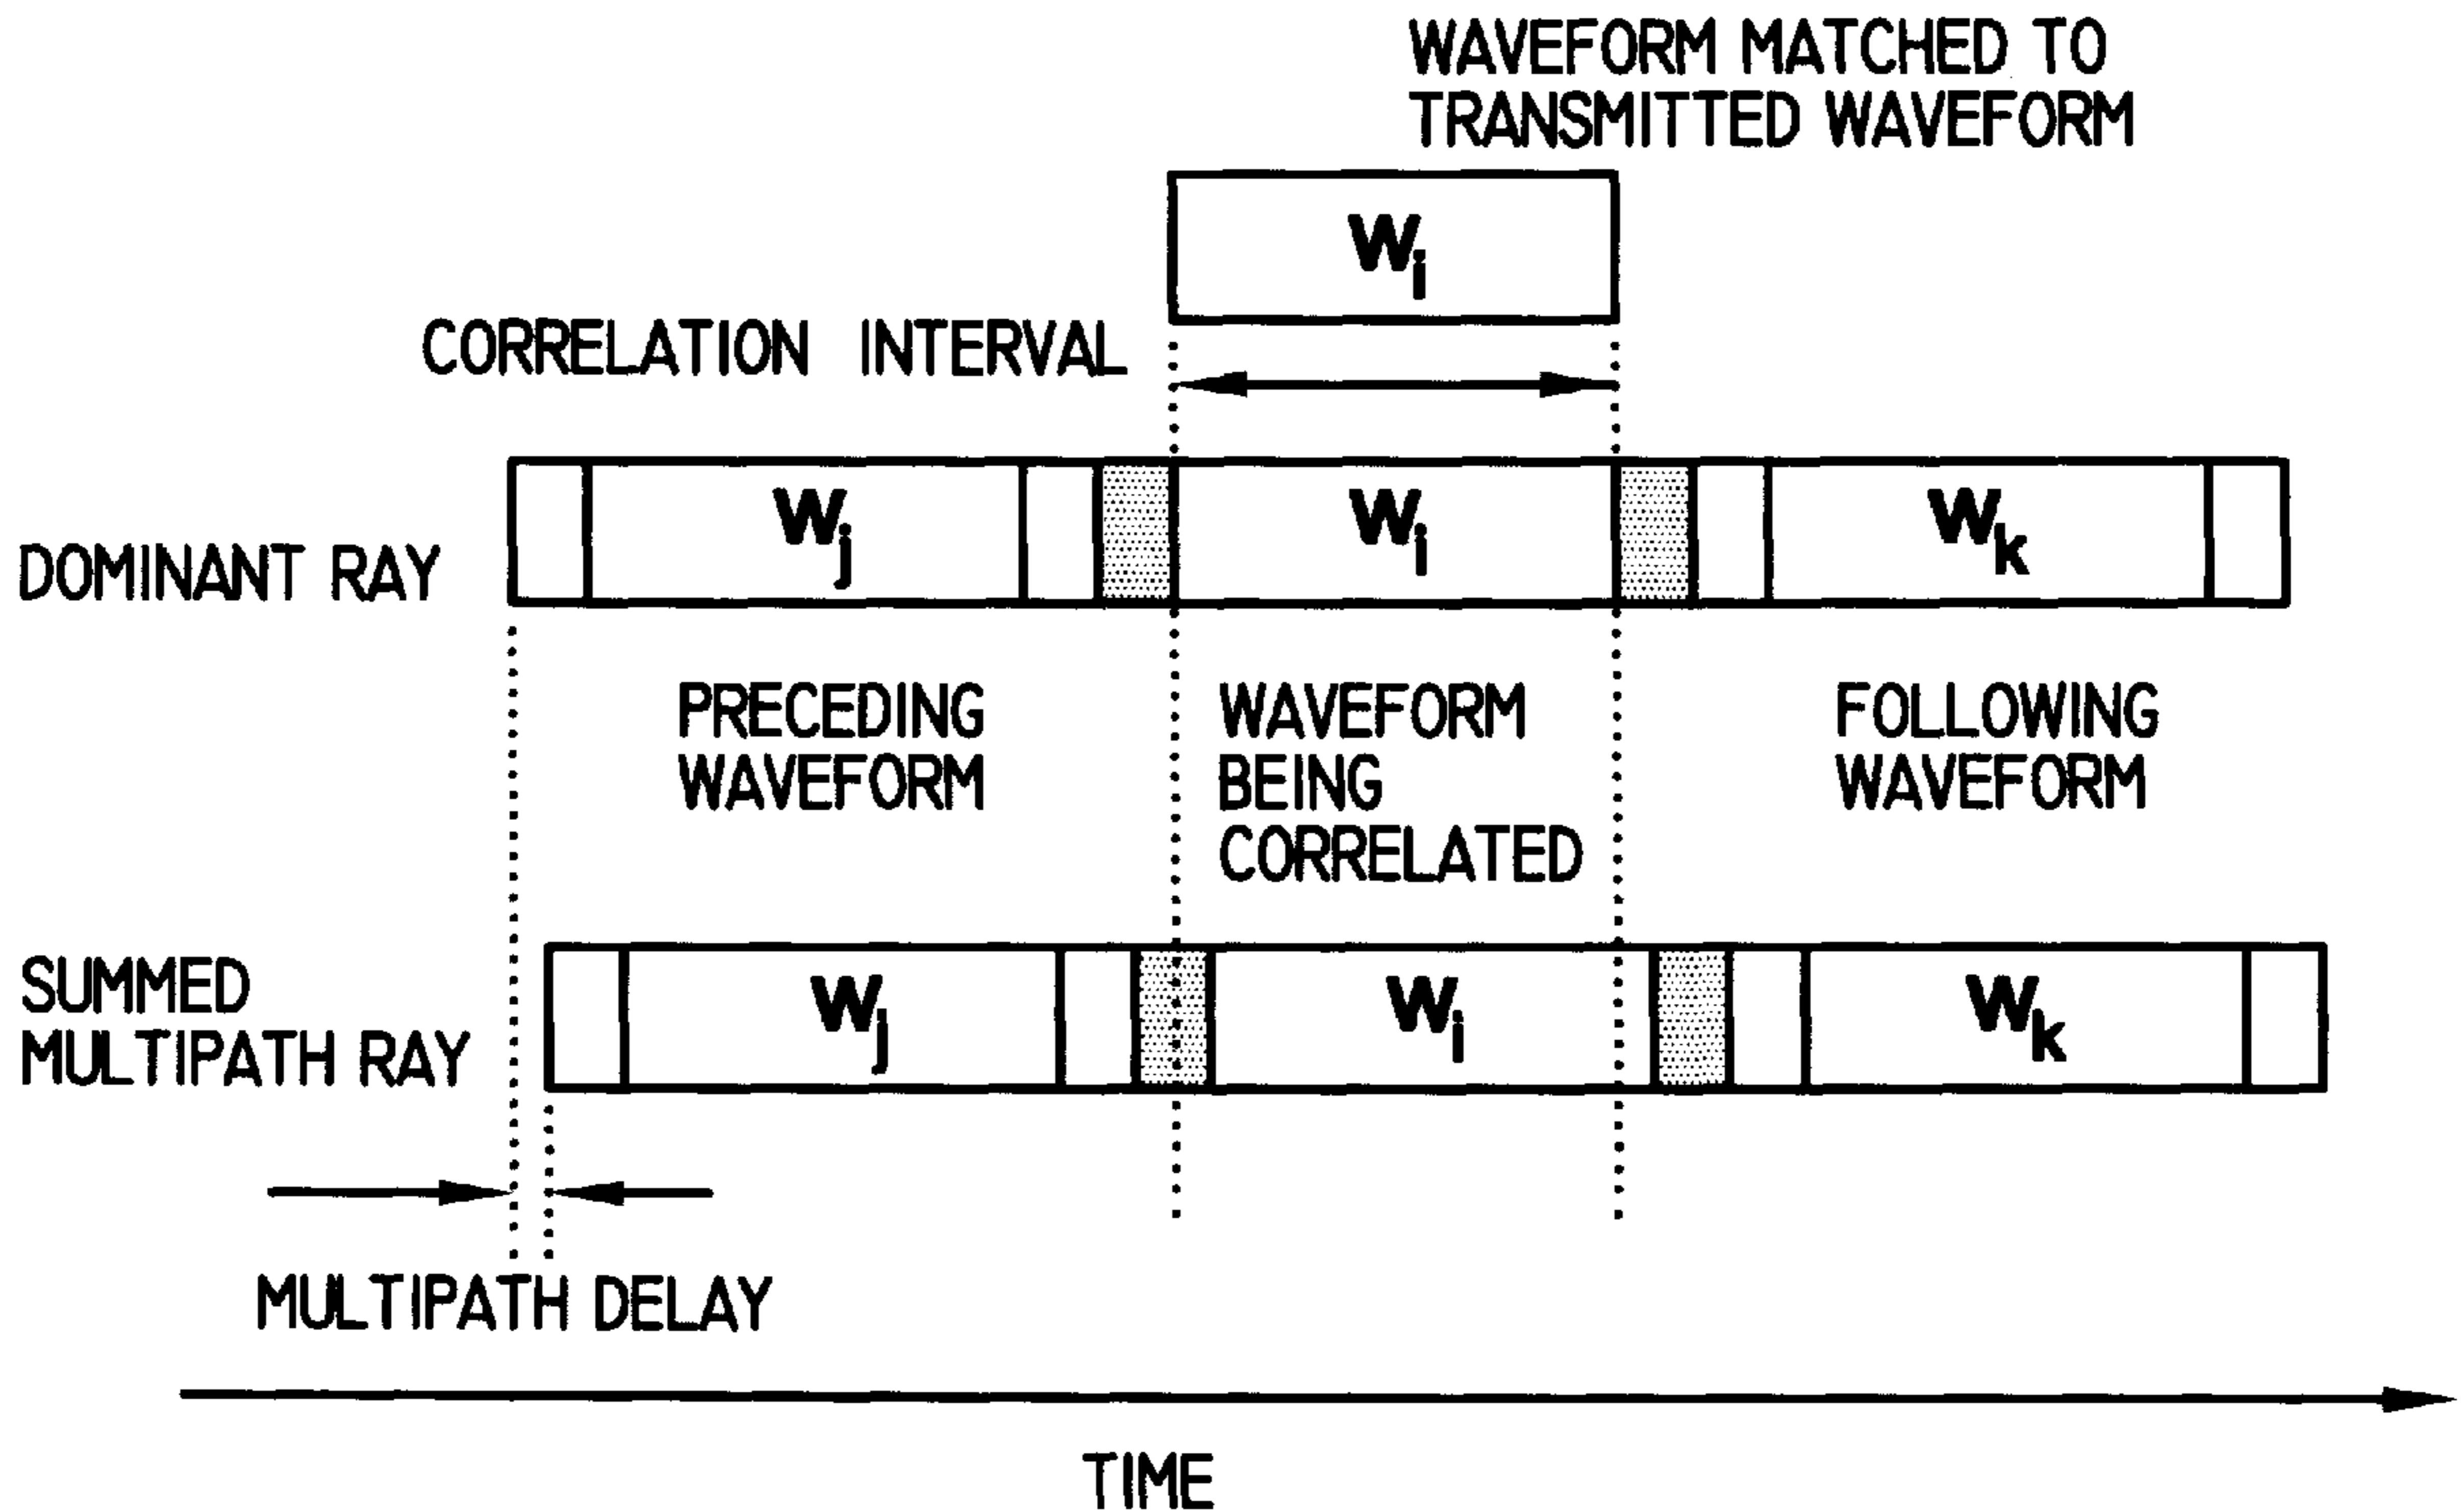 WAVEFORM MATCHED TO
TRANSMITTED WAVEFORM
Wi
CORRELATION INTERVAL
DOMINANT RAY
Wj
Wi
Wk
PRECEDING
WAVEFORM
WAVEFORM
BEING
CORRELATED
FOLLOWING
WAVEFORM
SUMMED
MULTIPATH RAY
Wj
Wi
Wk
MULTIPATH DELAY
TIME